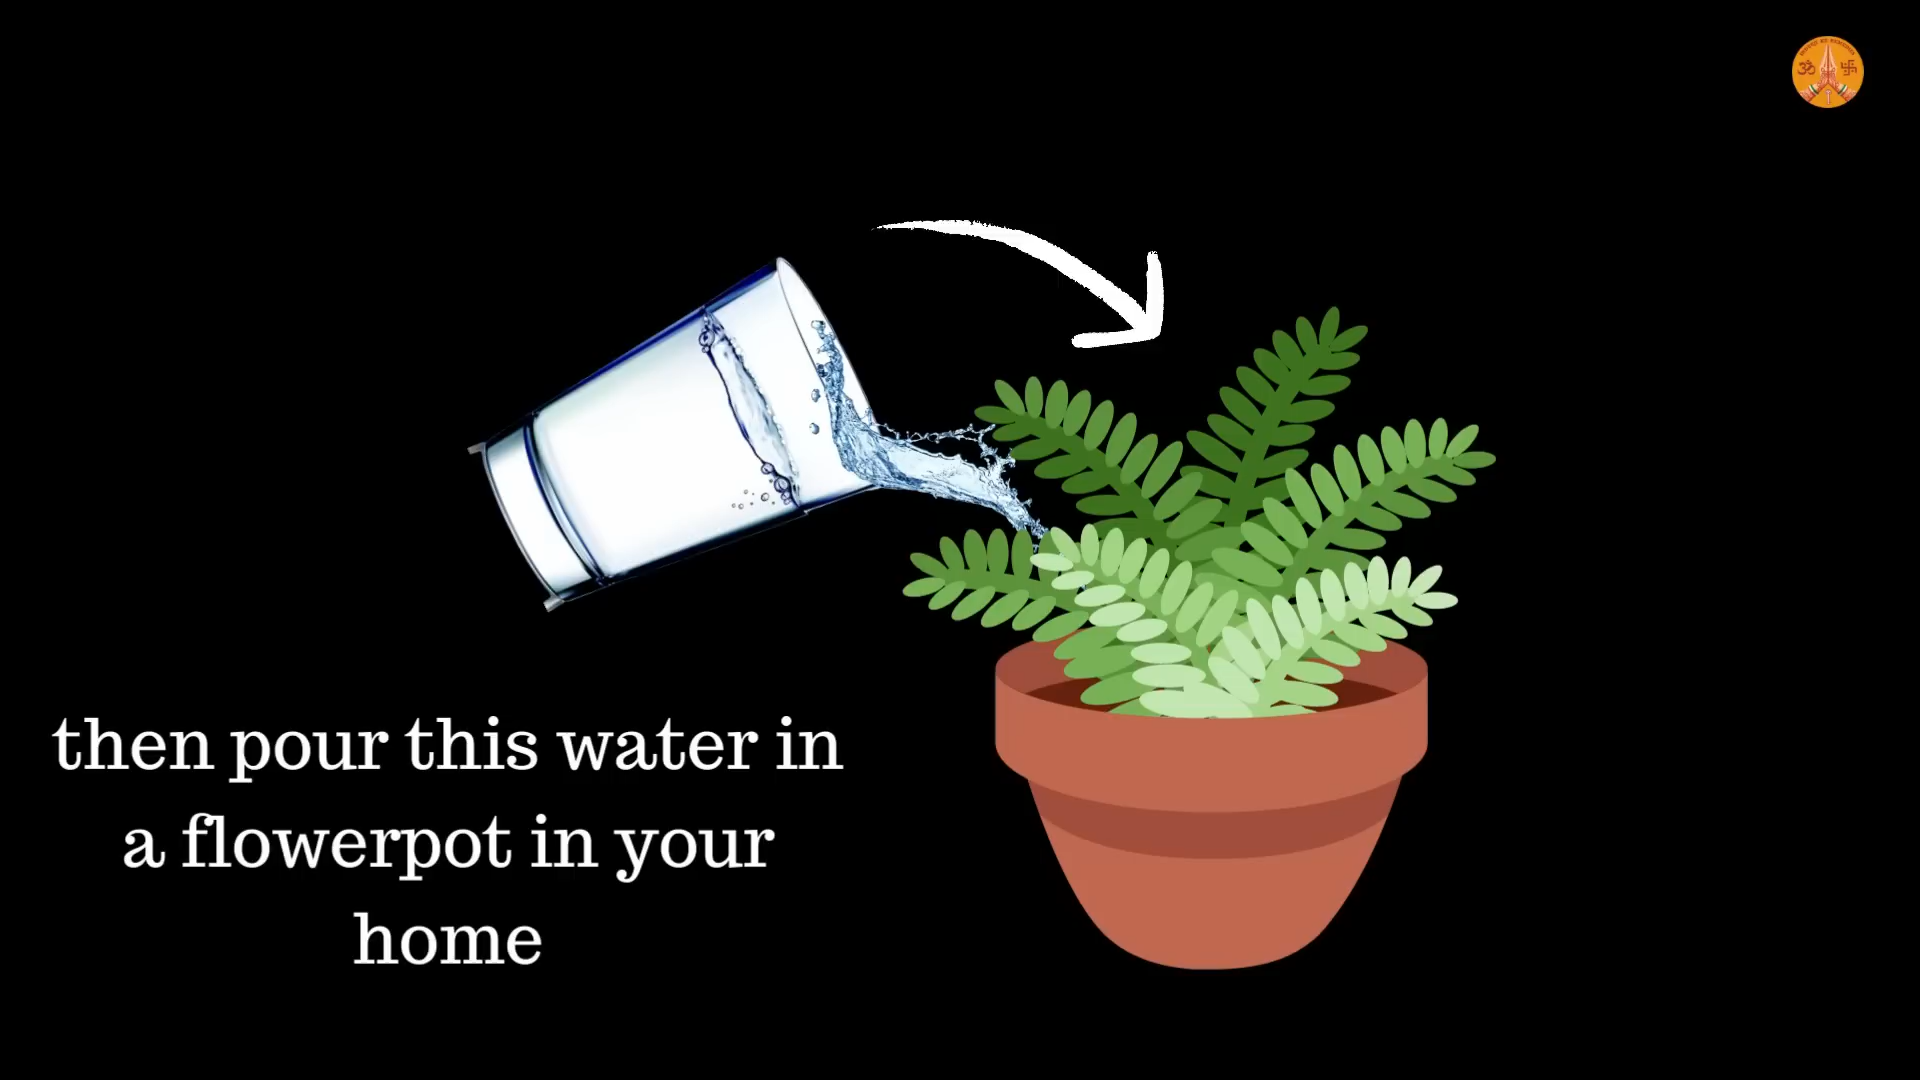 then pour this water in
a flowerpot in your
home
ॐ